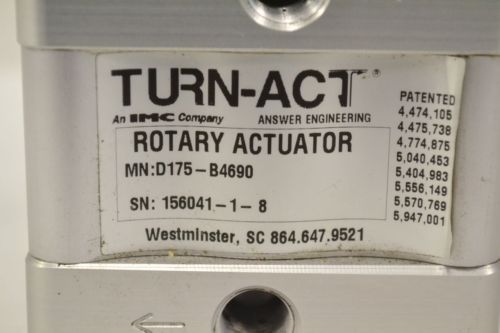 TURN-ACT®
An IMC Company ANSWER ENGINEERING
ROTARY ACTUATOR
MN:D175-B4690
SN: 156041-1-8
Westminster, SC 864.647.9521
PATENTED
4,474,105
4,475,738
4,774,875
5,040,453
5,404,983
5,556,149
5,570,769
5,947,001